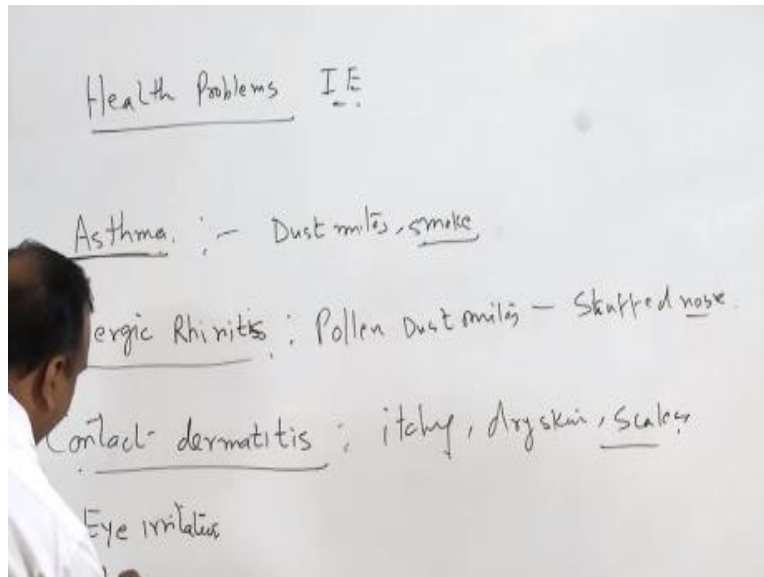 Health Problems I.E.
Asthma. :- Dust mites, smoke
ergic Rhinitis : Pollen Dust mites - Stuffed nose.
Contact dermatitis : itchy, dry skin, Scales
Eye irritation